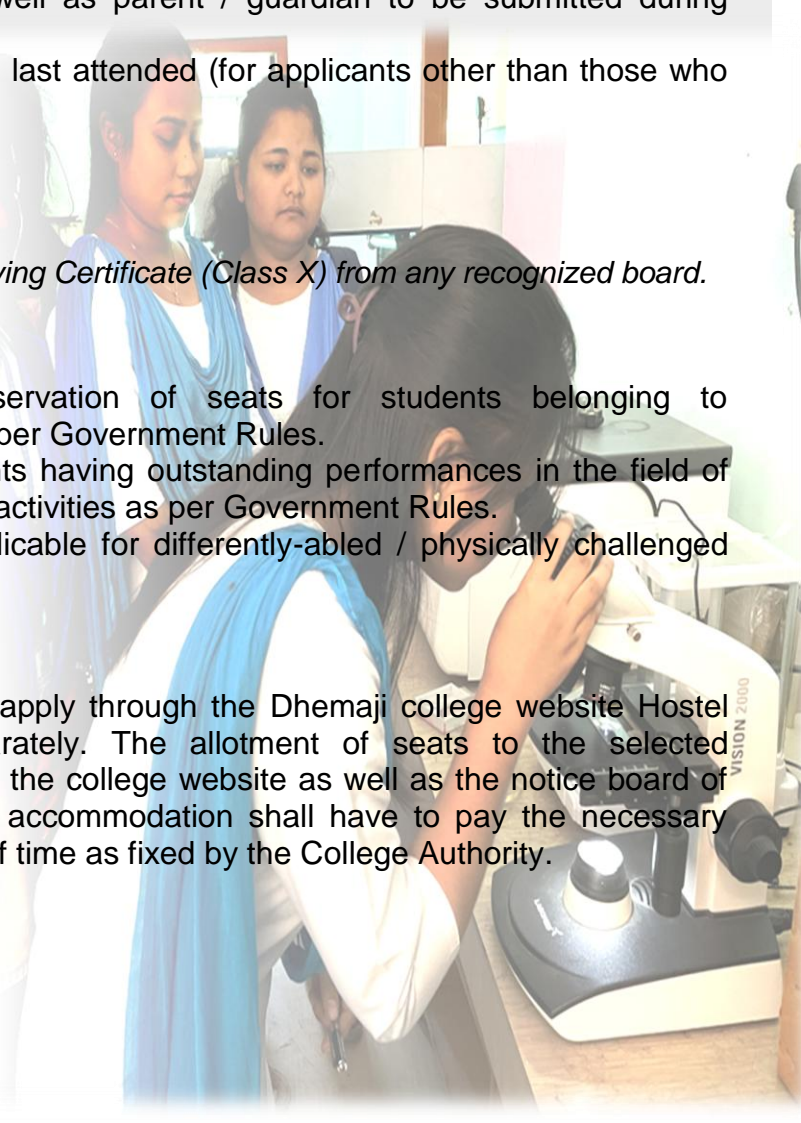 well as parent / guardian to be submitted during
last attended (for applicants other than those who
ving Certificate (Class X) from any recognized board.
servation of seats for students belonging to
per Government Rules.
nts having outstanding performances in the field of
activities as per Government Rules.
licable for differently-abled / physically challenged
apply through the Dhemaji college website Hostel
arately. The allotment of seats to the selected
the college website as well as the notice board of
accommodation shall have to pay the necessary
f time as fixed by the College Authority.
VISION 2000